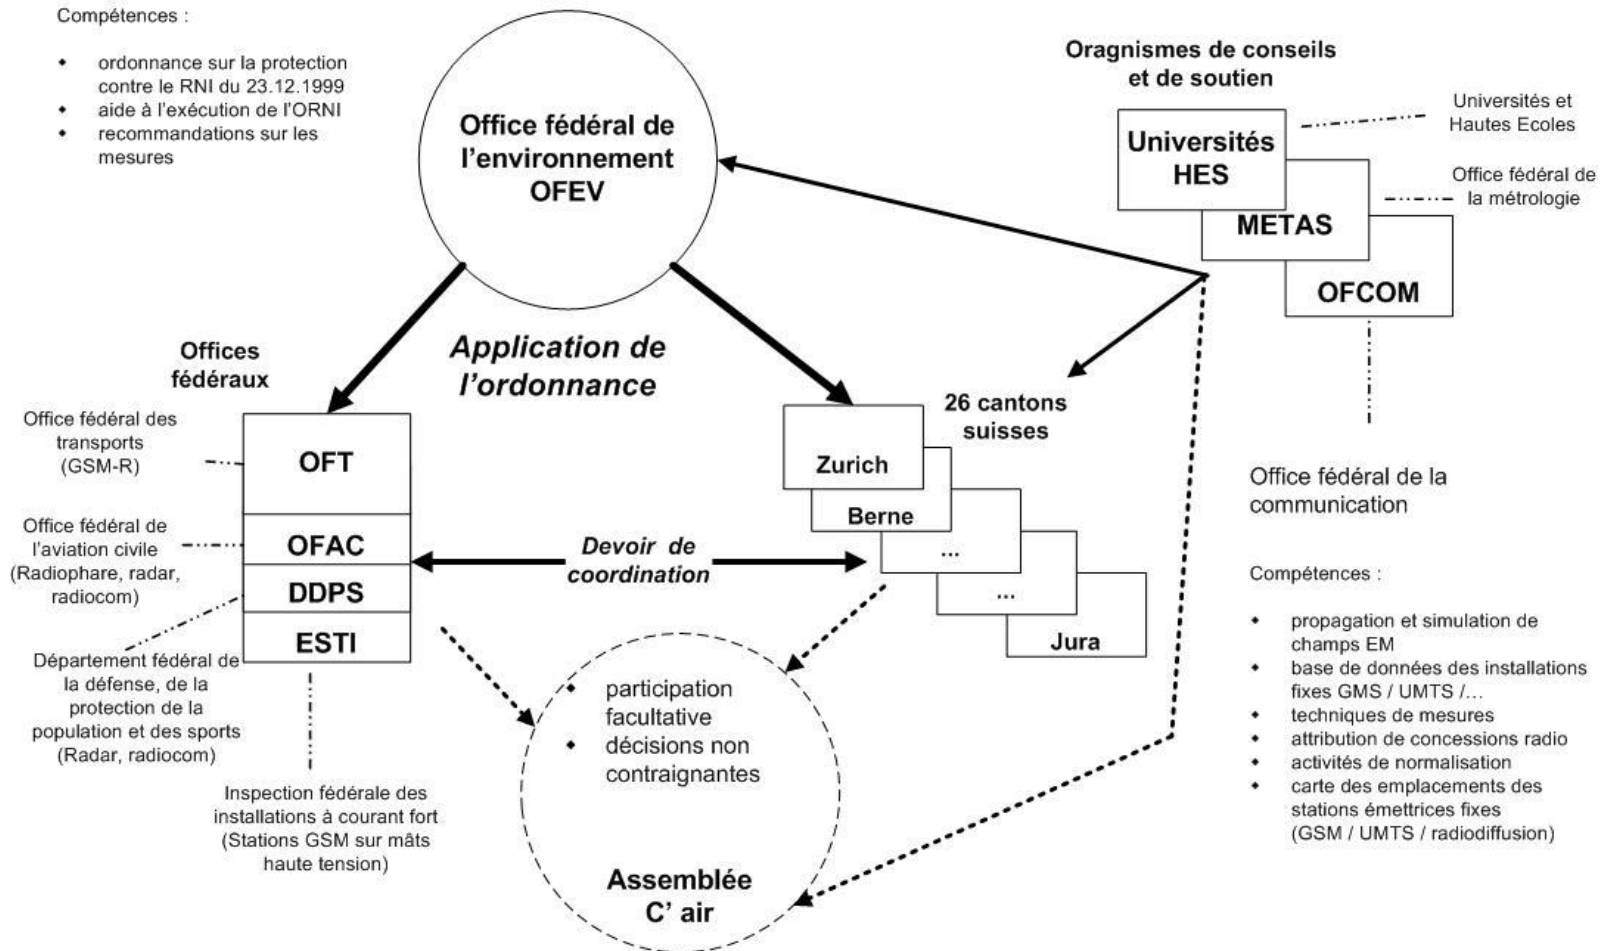 Compétences :
ordonnance sur la protection
contre le RNI du 23.12.1999
aide à l'exécution de l'ORNI
recommandations sur les
mesures
Office fédéral de
l'environnement
OFEV
Oragnismes de conseils
et de soutien
Universités
HES
METAS
OFCOM
Universités et
Hautes Ecoles
Office fédéral de
la métrologie
Application de
l'ordonnance
Offices
fédéraux
Office fédéral des
transports
(GSM-R)
OFT
Office fédéral de
l'aviation civile
(Radiophare, radar,
radiocom)
OFAC
DDPS
ESTI
Département fédéral de
la défense, de la
protection de la
population et des sports
(Radar, radiocom)
Inspection fédérale des
installations à courant fort
(Stations GSM sur mâts
haute tension)
Devoir de
coordination
26 cantons
suisses
Zurich
Berne
...
...
Jura
Office fédéral de la
communication
Compétences :
propagation et simulation de
champs EM
base de données des installations
fixes GMS / UMTS /...
techniques de mesures
attribution de concessions radio
activités de normalisation
carte des emplacements des
stations émettrices fixes
(GSM / UMTS / radiodiffusion)
participation
facultative
décisions non
contraignantes
Assemblée
C' air